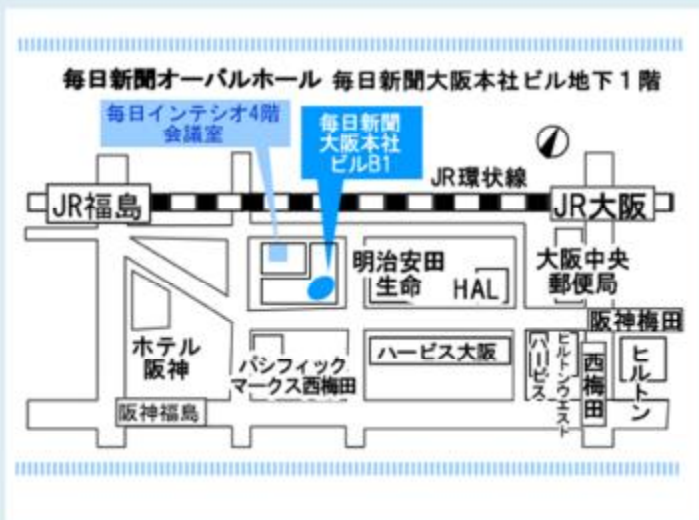 毎日新聞オーバルホール 毎日新聞大阪本社ビル地下1階
毎日インテシオ4階
会議室
毎日新聞
大阪本社
ビルB1
JR環状線
JR福島
JR大阪
明治安田
生命
HAL
大阪中央
郵便局
阪神梅田
ホテル
阪神
パシフィック
マークス西梅田
ハービス大阪
ハービス
ヒルトンウエスト
西梅田
ヒルトン
阪神福島